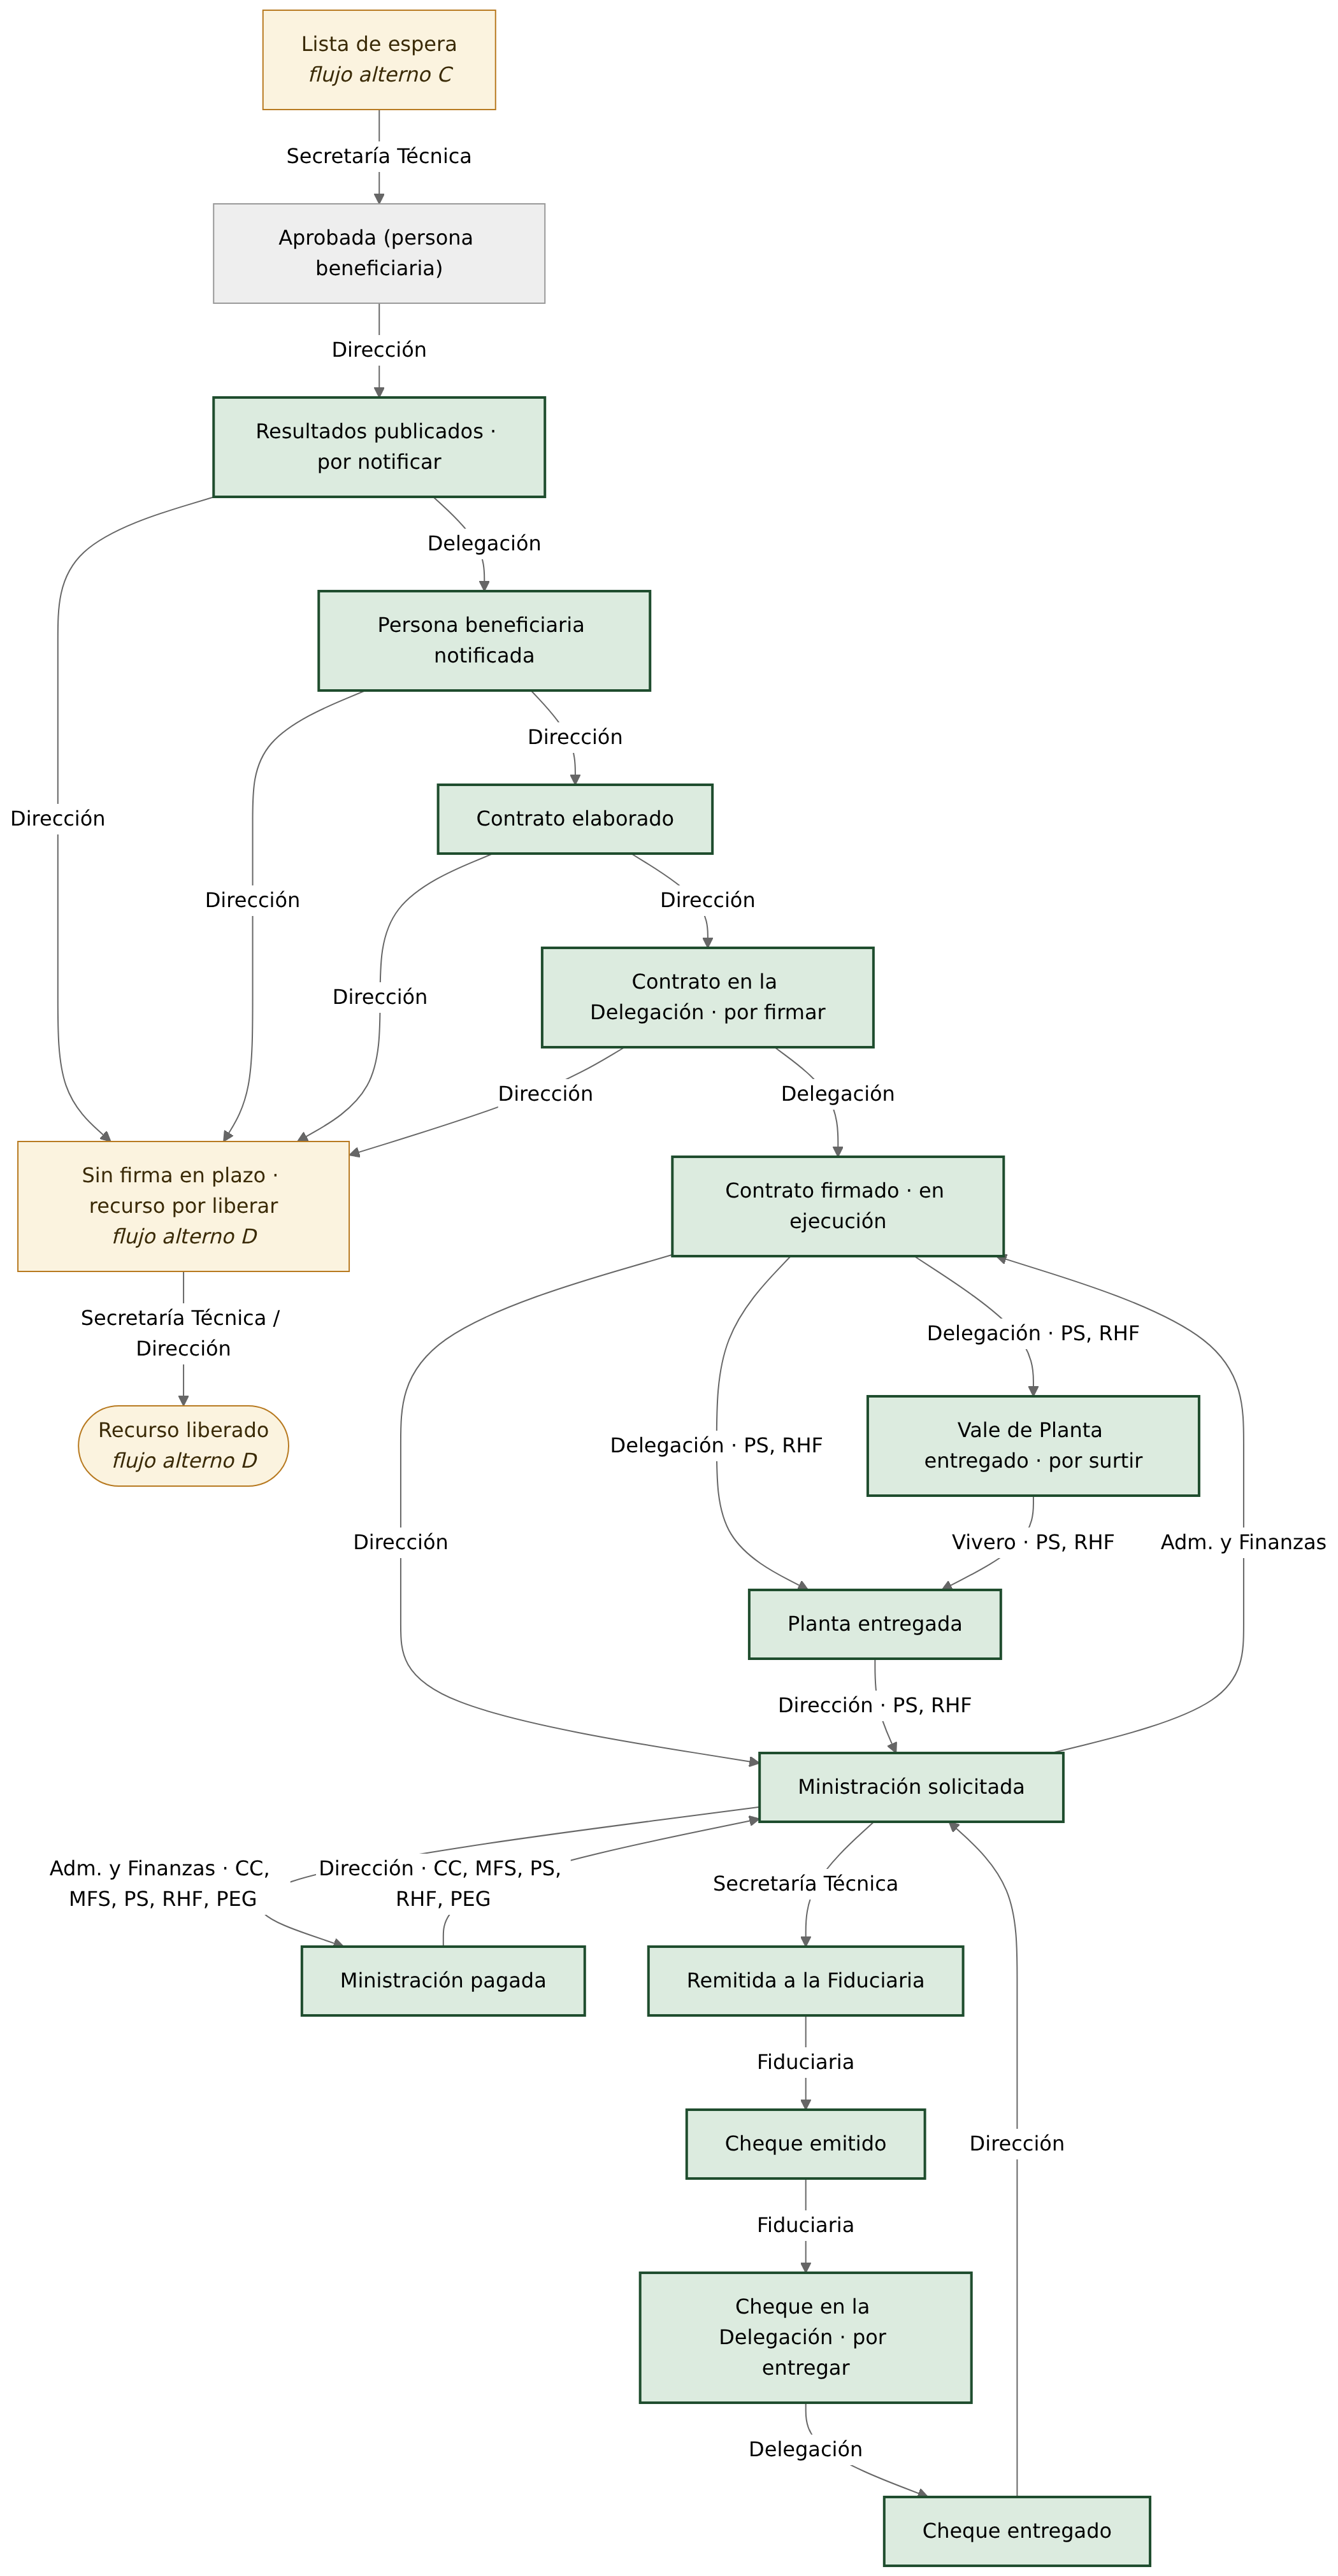 Lista de espera
flujo alterno C
Secretaría Técnica
Aprobada (persona
beneficiaria)
Dirección
Resultados publicados ·
por notificar
Delegación
Persona beneficiaria
notificada
Dirección
Contrato elaborado
Dirección
Dirección
Dirección
Contrato en la
Delegación · por firmar
Dirección
Dirección
Delegación
Sin firma en plazo ·
recurso por liberar
flujo alterno D
Contrato firmado · en
ejecución
Secretaría Técnica /
Dirección
Delegación · PS, RHF
Recurso liberado
flujo alterno D
Delegación · PS, RHF
Vale de Planta
entregado · por surtir
Dirección
Vivero · PS, RHF
Adm. y Finanzas
Planta entregada
Dirección · PS, RHF
Ministración solicitada
Adm. y Finanzas · CC,
MFS, PS, RHF, PEG
Dirección · CC, MFS, PS,
RHF, PEG
Secretaría Técnica
Ministración pagada
Remitida a la Fiduciaria
Fiduciaria
Cheque emitido
Dirección
Fiduciaria
Cheque en la
Delegación · por
entregar
Delegación
Cheque entregado